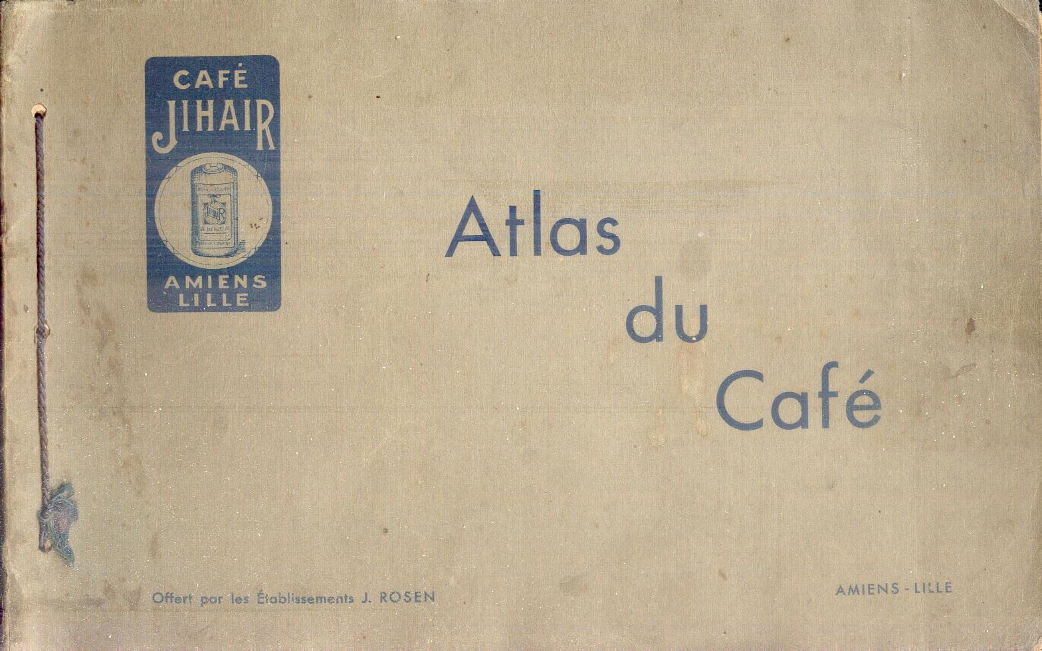 CAFÉ
JIHAIR
AMIENS
LILLE
Atlas
du
Café
Offert par les Établissements J. ROSEN
AMIENS - LILLE